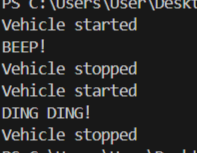 PS C:\Users\User\Deskt
Vehicle started
BEEP!
Vehicle stopped
Vehicle started
DING DING!
Vehicle stopped